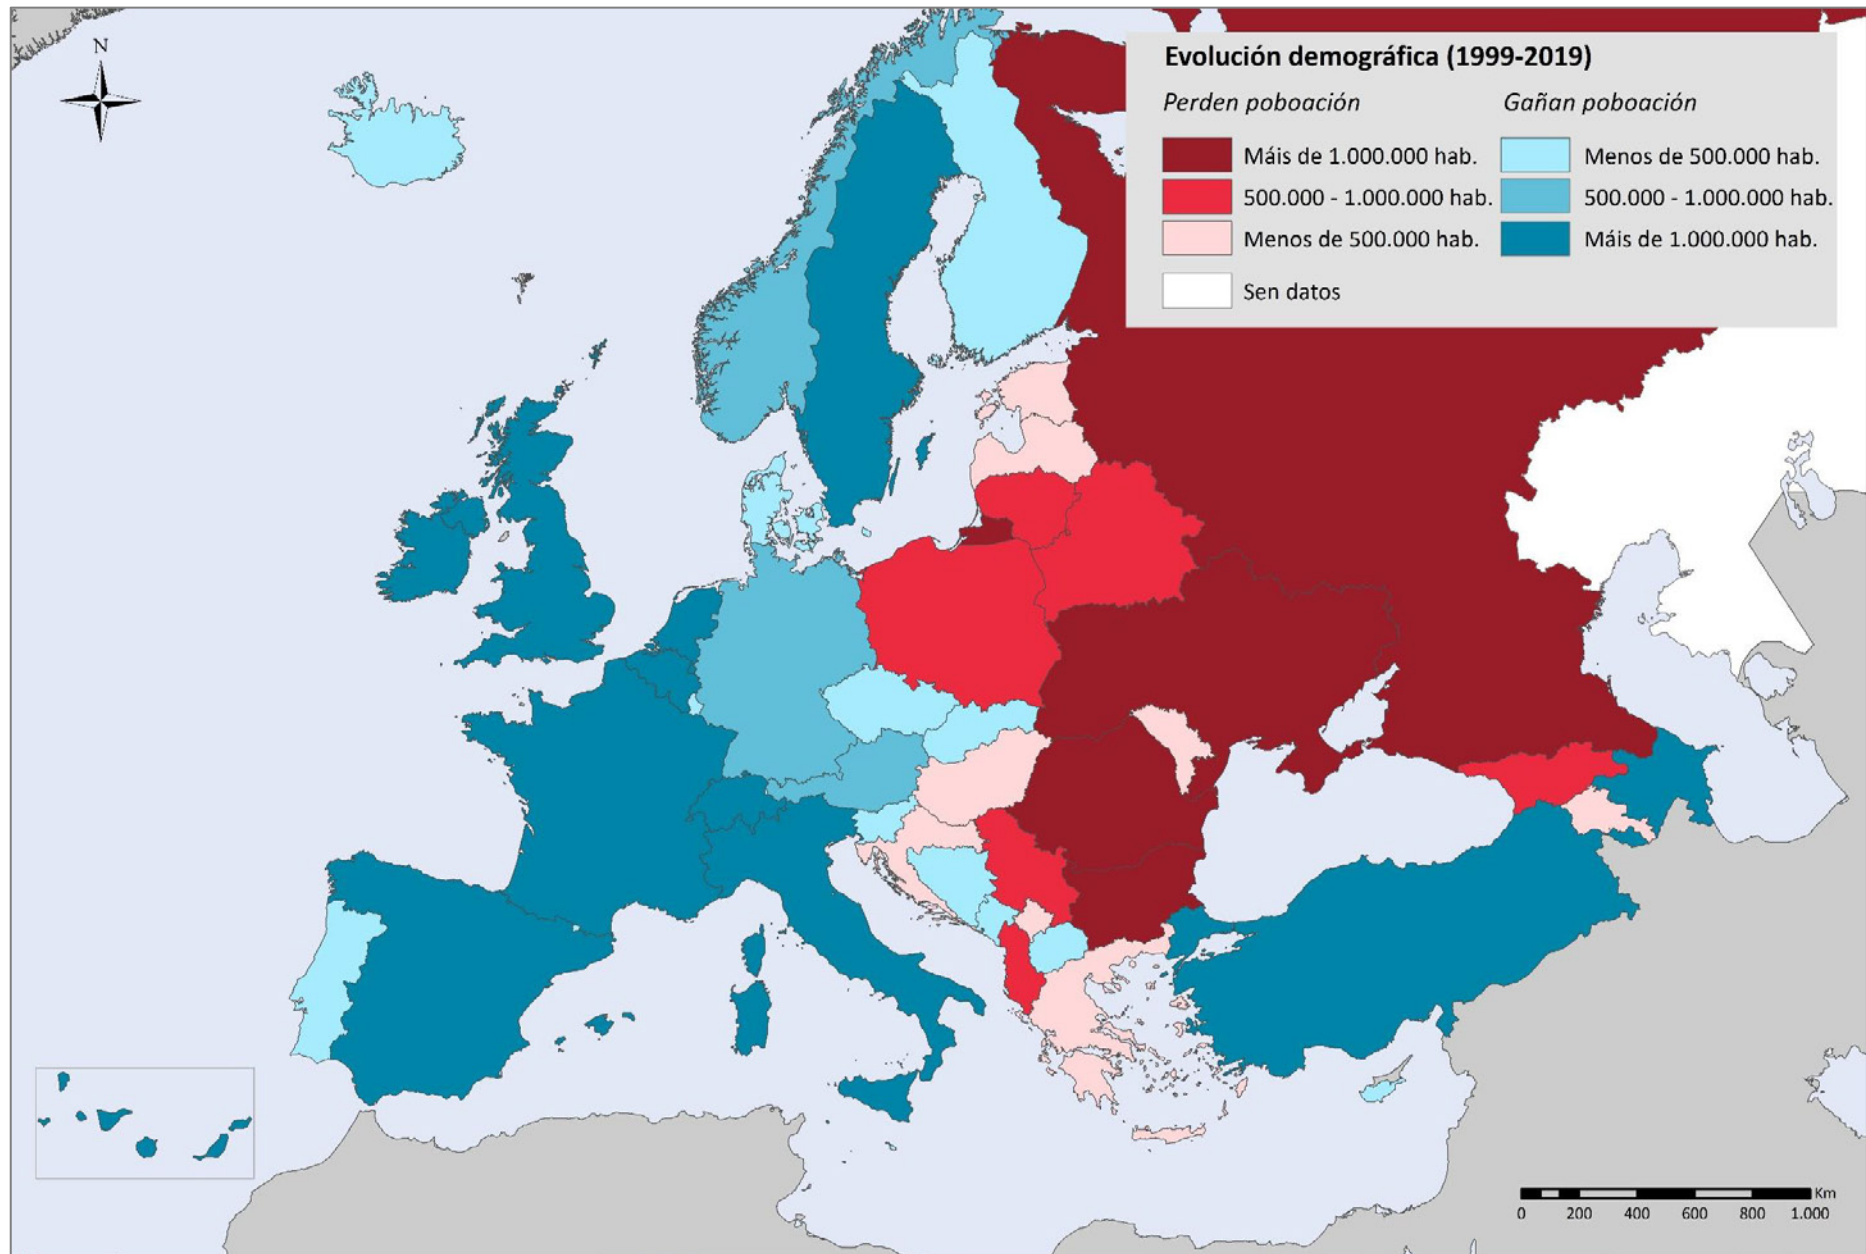 N
Evolución demográfica (1999-2019)
Perden poboación
Gañan poboación
Máis de 1.000.000 hab.
Menos de 500.000 hab.
500.000 - 1.000.000 hab.
500.000 - 1.000.000 hab.
Menos de 500.000 hab.
Máis de 1.000.000 hab.
Sen datos
Km
0 200 400 600 800 1.000